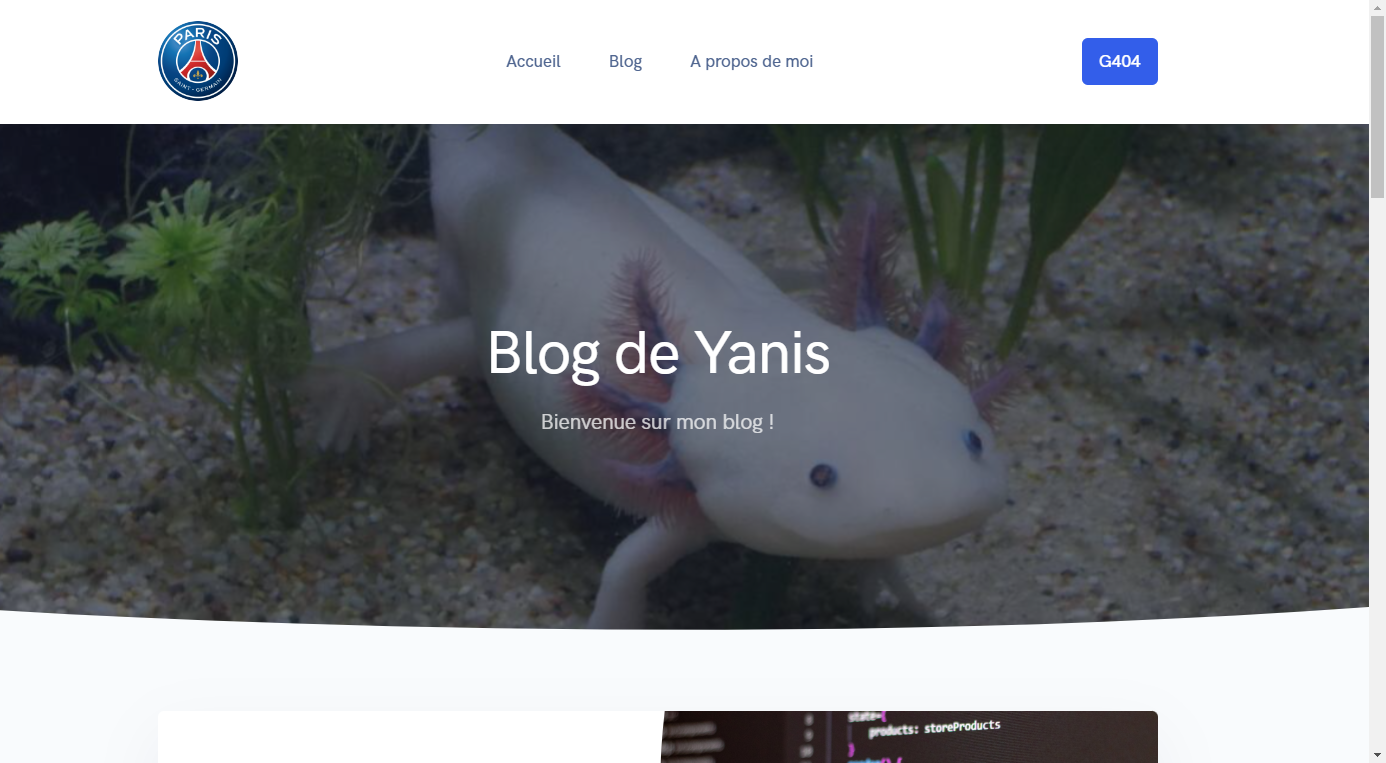 PARIS
SAINT-GERMAIN
Accueil
Blog
A propos de moi
G404
Blog de Yanis
Bienvenue sur mon blog !
state={
products: storeProducts
}